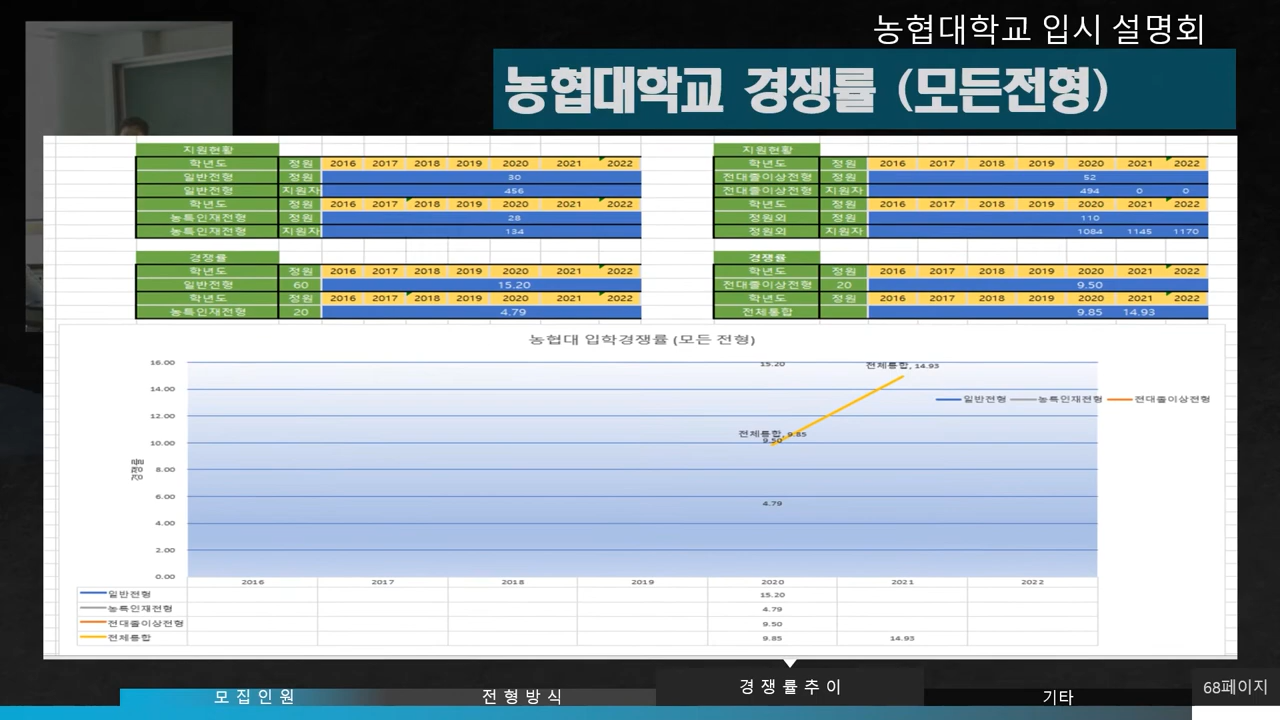 농협대학교 입시 설명회
농협대학교 경쟁률 (모든전형)
지원현황
학년도 정원 2016 2017 2018 2019 2020 2021 2022
일반전형 정원 30
일반전형 지원자 456
학년도 정원 2016 2017 2018 2019 2020 2021 2022
농특인재전형 정원 28
농특인재전형 지원자 134
지원현황
학년도 정원 2016 2017 2018 2019 2020 2021 2022
전대졸이상전형 정원 52
전대졸이상전형 지원자 494 0 0
학년도 정원 2016 2017 2018 2019 2020 2021 2022
정원외 정원 110
정원외 지원자 1084 1145 1170
경쟁률
학년도 정원 2016 2017 2018 2019 2020 2021 2022
일반전형 60 15.20
학년도 정원 2016 2017 2018 2019 2020 2021 2022
농특인재전형 20 4.79
경쟁률
학년도 정원 2016 2017 2018 2019 2020 2021 2022
전대졸이상전형 20 9.50
학년도 정원 2016 2017 2018 2019 2020 2021 2022
전체통합 9.85 14.93
농협대 입학경쟁률 (모든 전형)
16.00
14.00
12.00
10.00
8.00
6.00
4.00
2.00
0.00
경쟁률
15.20
전체통합, 14.93
일반전형 농특인재전형 전대졸이상전형
전체통합, 9.85
9.50
4.79
2016 2017 2018 2019 2020 2021 2022
일반전형 15.20
농특인재전형 4.79
전대졸이상전형 9.50
전체통합 9.85 14.93
모집인원 전형방식 경쟁률추이 기타 68페이지